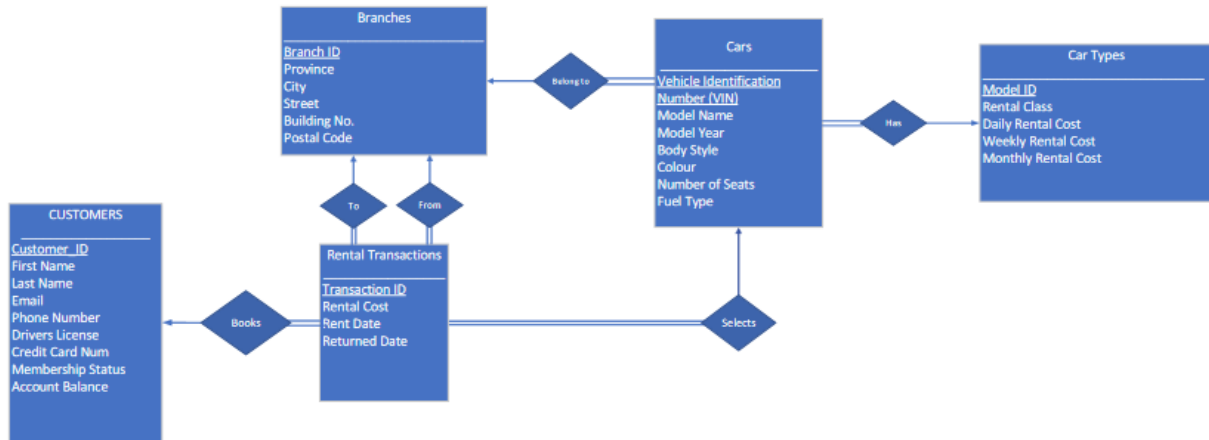 Branches
Branch ID
Province
City
Street
Building No.
Postal Code
Belong to
Cars
Vehicle Identification
Number (VIN)
Model Name
Model Year
Body Style
Colour
Number of Seats
Fuel Type
Has
Car Types
Model ID
Rental Class
Daily Rental Cost
Weekly Rental Cost
Monthly Rental Cost
To
From
CUSTOMERS
Customer_ID
First Name
Last Name
Email
Phone Number
Drivers License
Credit Card Num
Membership Status
Account Balance
Books
Rental Transactions
Transaction ID
Rental Cost
Rent Date
Returned Date
Selects